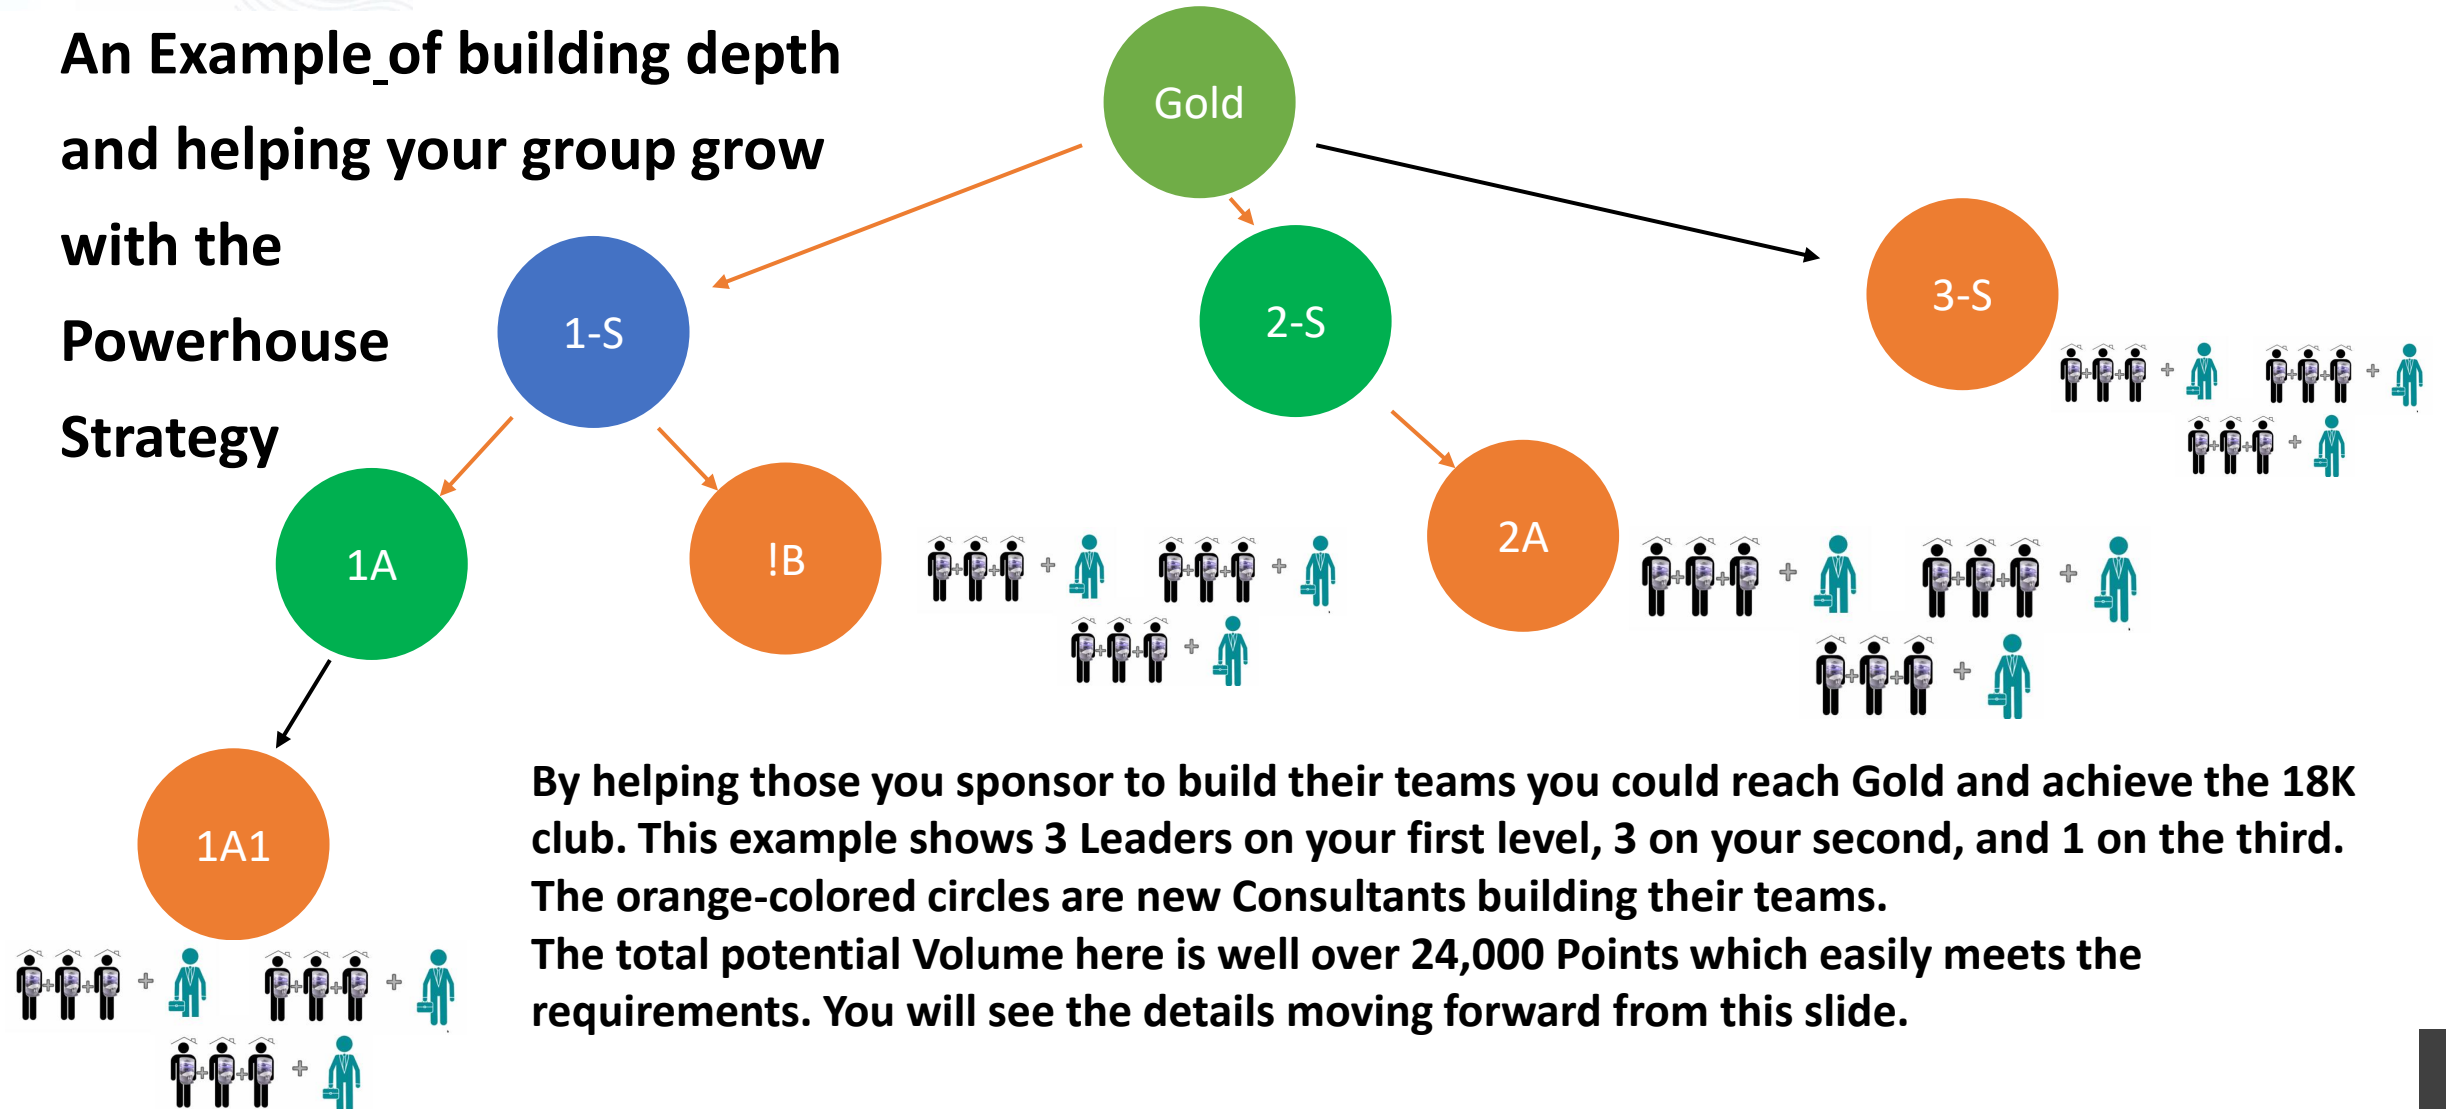 An Example of building depth
and helping your group grow
with the
Powerhouse
Strategy
Gold
1-S
2-S
3-S
1A
!B
2A
1A1
By helping those you sponsor to build their teams you could reach Gold and achieve the 18K
club. This example shows 3 Leaders on your first level, 3 on your second, and 1 on the third.
The orange-colored circles are new Consultants building their teams.
The total potential Volume here is well over 24,000 Points which easily meets the
requirements. You will see the details moving forward from this slide.